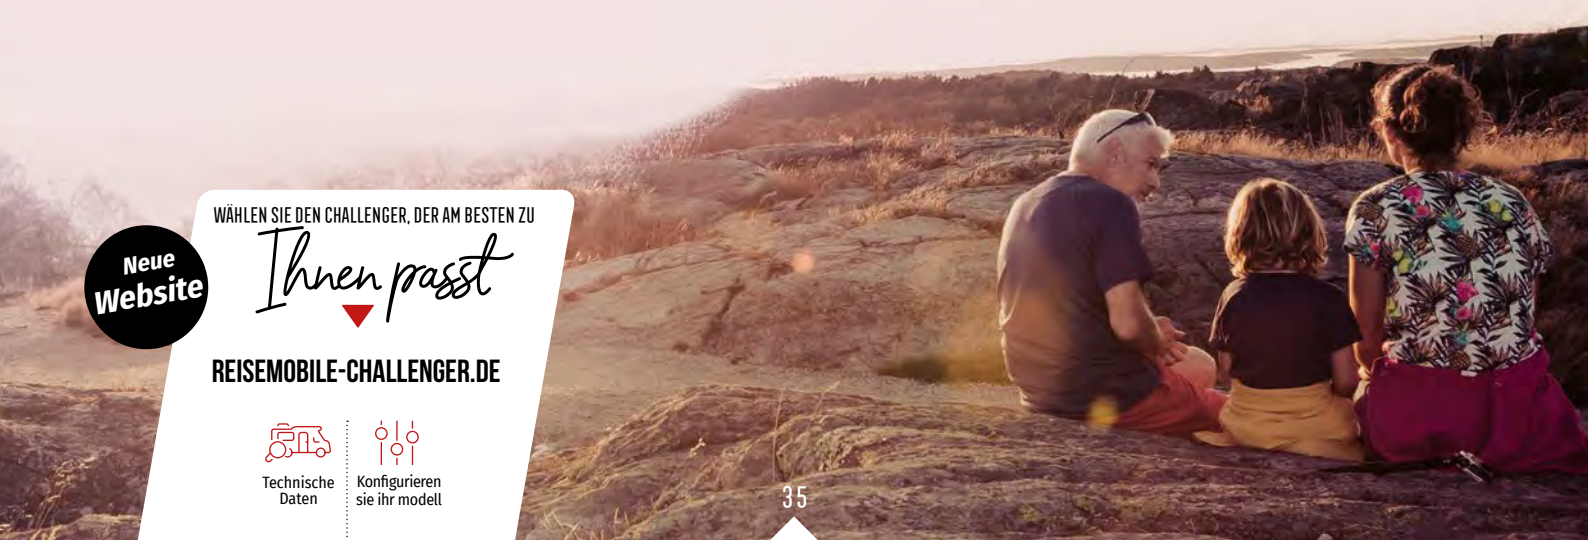 WÄHLEN SIE DEN CHALLENGER, DER AM BESTEN ZU
Ihnen passt
Neue
Website
REISEMOBILE-CHALLENGER.DE
Technische
Daten
Konfigurieren
sie ihr modell
35